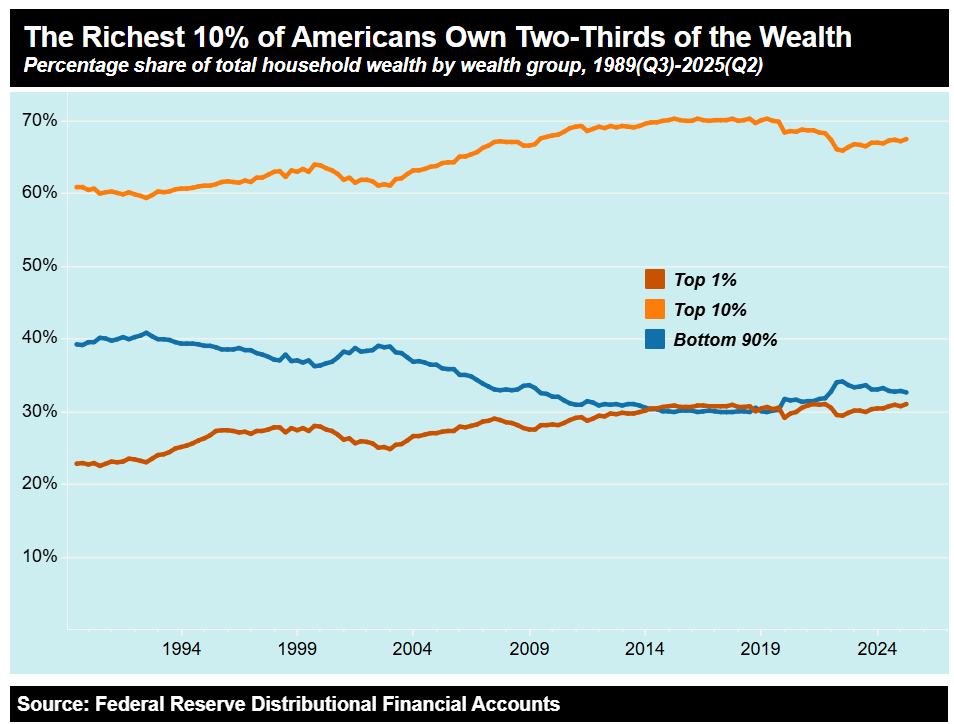 The Richest 10% of Americans Own Two-Thirds of the Wealth
Percentage share of total household wealth by wealth group, 1989(Q3)-2025(Q2)
70%
60%
50%
40%
30%
20%
10%
Top 1%
Top 10%
Bottom 90%
1994 1999 2004 2009 2014 2019 2024
Source: Federal Reserve Distributional Financial Accounts